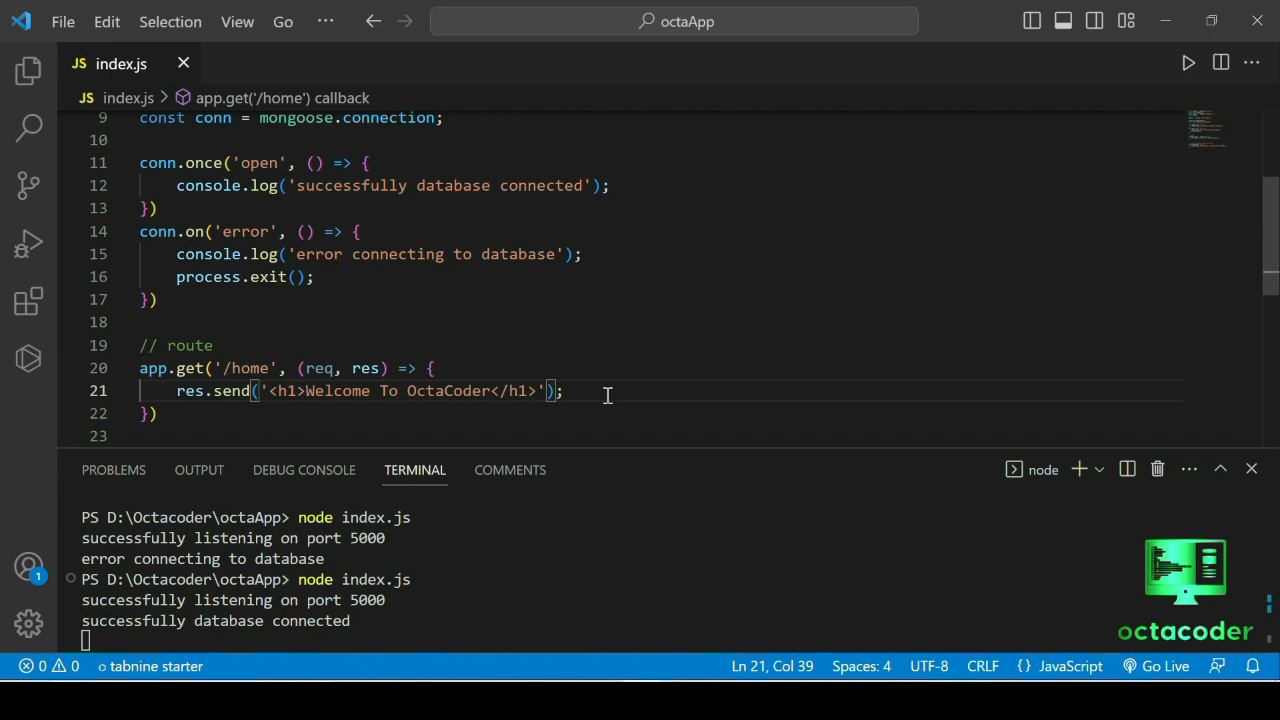 File Edit Selection View Go ··· octaApp
JS index.js
JS index.js > app.get('/home') callback
9 const conn = mongoose.connection;
10
11 conn.once('open', () => {
12 console.log('successfully database connected');
13 })
14 conn.on('error', () => {
15 console.log('error connecting to database');
16 process.exit();
17 })
18
19 // route
20 app.get('/home', (req, res) => {
21 res.send('<h1>Welcome To OctaCoder</h1>');
22 })
23
PROBLEMS OUTPUT DEBUG CONSOLE TERMINAL COMMENTS node
PS D:\Octacoder\octaApp> node index.js
successfully listening on port 5000
error connecting to database
PS D:\Octacoder\octaApp> node index.js
successfully listening on port 5000
successfully database connected
1
octacoder
0 0 tabnine starter Ln 21, Col 39 Spaces: 4 UTF-8 CRLF {} JavaScript Go Live